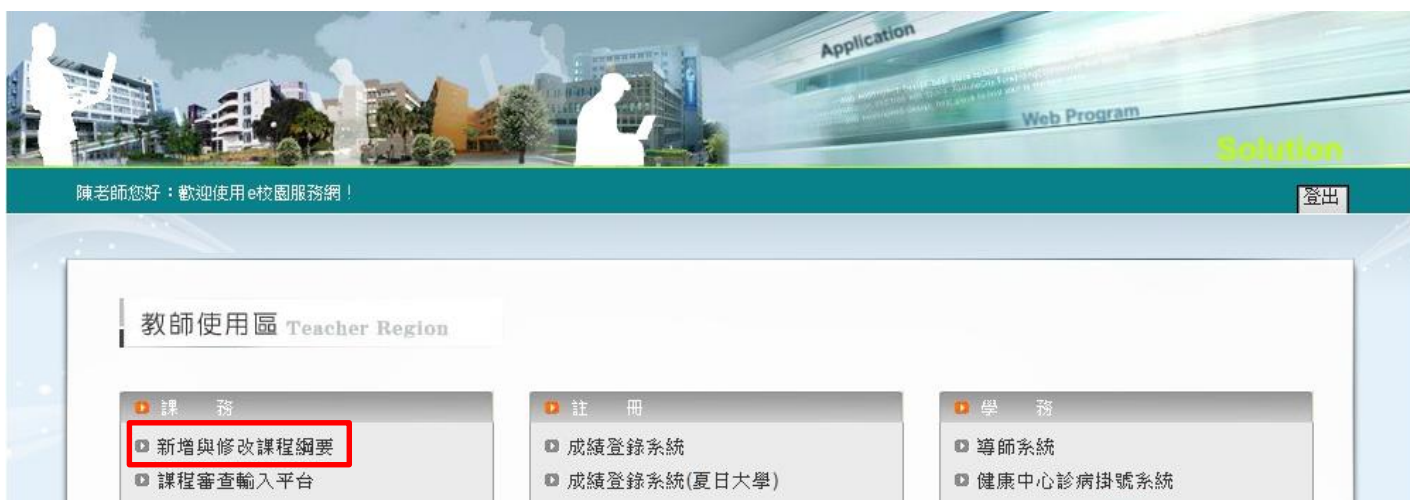 Application
Web Program
Solution
陳老師您好：歡迎使用e校園服務網！
登出
教師使用區 Teacher Region
課 務
新增與修改課程綱要
課程審查輸入平台
註 冊
成績登錄系統
成績登錄系統(夏日大學)
學 務
導師系統
健康中心診病掛號系統